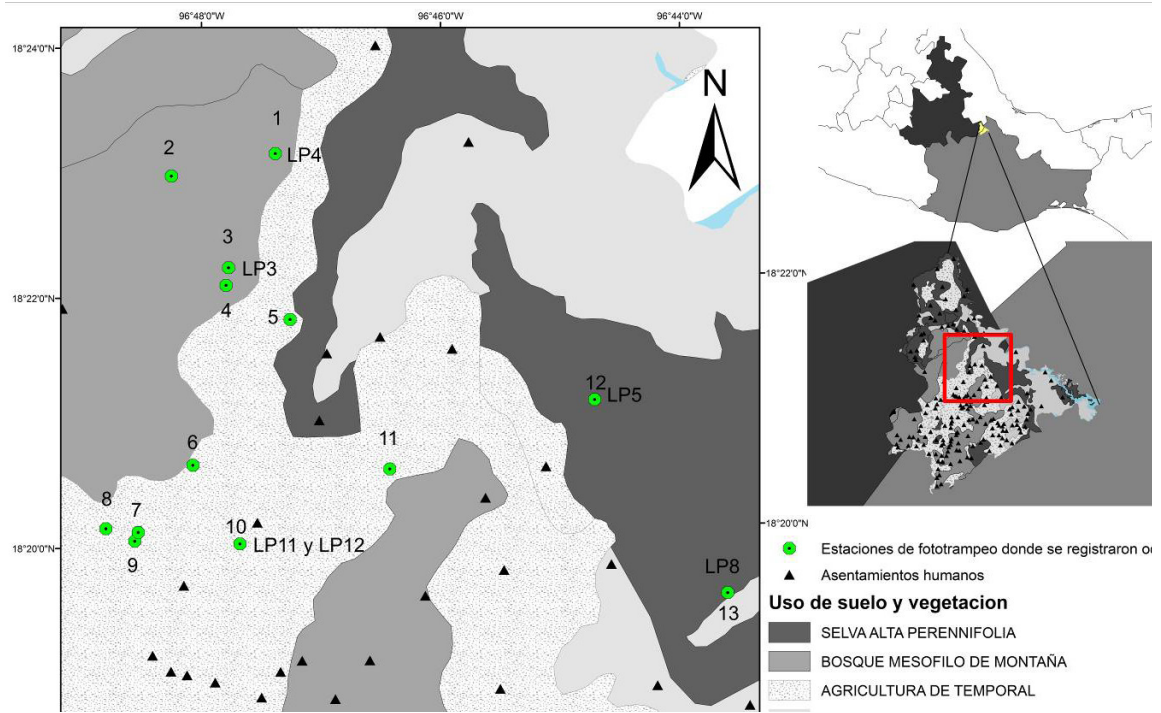 96°48'0"W
96°46'0"W
96°44'0"W
18°24'0"N
N
1
LP4
2
3
LP3
18°22'0"N
18°22'0"N
4
5
12
LP5
11
6
8
7
10
LP11 y LP12
9
18°20'0"N
18°20'0"N
LP8
13
Estaciones de fototrampeo donde se registraron
Asentamientos humanos
Uso de suelo y vegetacion
SELVA ALTA PERENNIFOLIA
BOSQUE MESOFILO DE MONTAÑA
AGRICULTURA DE TEMPORAL